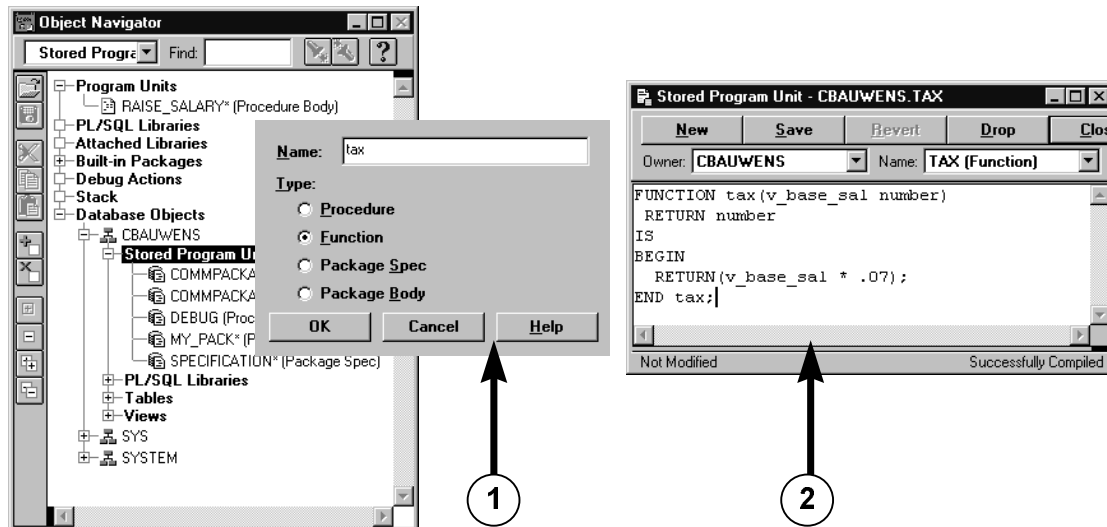 Object Navigator
Stored Progra
Find:
Program Units
RAISE_SALARY* (Procedure Body)
PL/SQL Libraries
Attached Libraries
Built-in Packages
Debug Actions
Stack
Database Objects
CBAUWENS
Stored Program Un
COMMPACKA
COMMPACKA
DEBUG (Proc
MY_PACK* (P
SPECIFICATION* (Package Spec)
PL/SQL Libraries
Tables
Views
SYS
SYSTEM
Name: tax
Type:
Procedure
Function
Package Spec
Package Body
OK Cancel Help
1
Stored Program Unit - CBAUWENS.TAX
New Save Revert Drop Clos
Owner: CBAUWENS Name: TAX (Function)
FUNCTION tax(v_base_sal number)
RETURN number
IS
BEGIN
RETURN(v_base_sal * .07);
END tax;
Not Modified Successfully Compiled
2